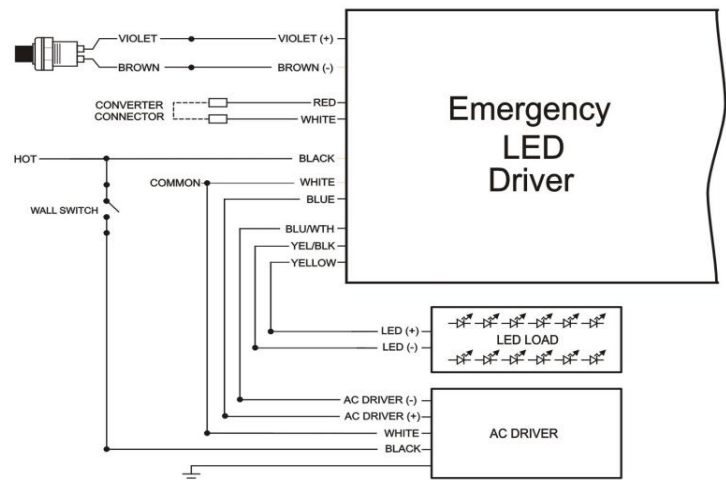 VIOLET VIOLET (+)
BROWN BROWN (-)
CONVERTER
CONNECTOR
RED
WHITE
Emergency
LED
Driver
HOT BLACK
COMMON WHITE
BLUE
WALL SWITCH
BLU/WTH
YEL/BLK
YELLOW
LED (+)
LED (-)
LED LOAD
AC DRIVER (-)
AC DRIVER (+)
WHITE
BLACK
AC DRIVER